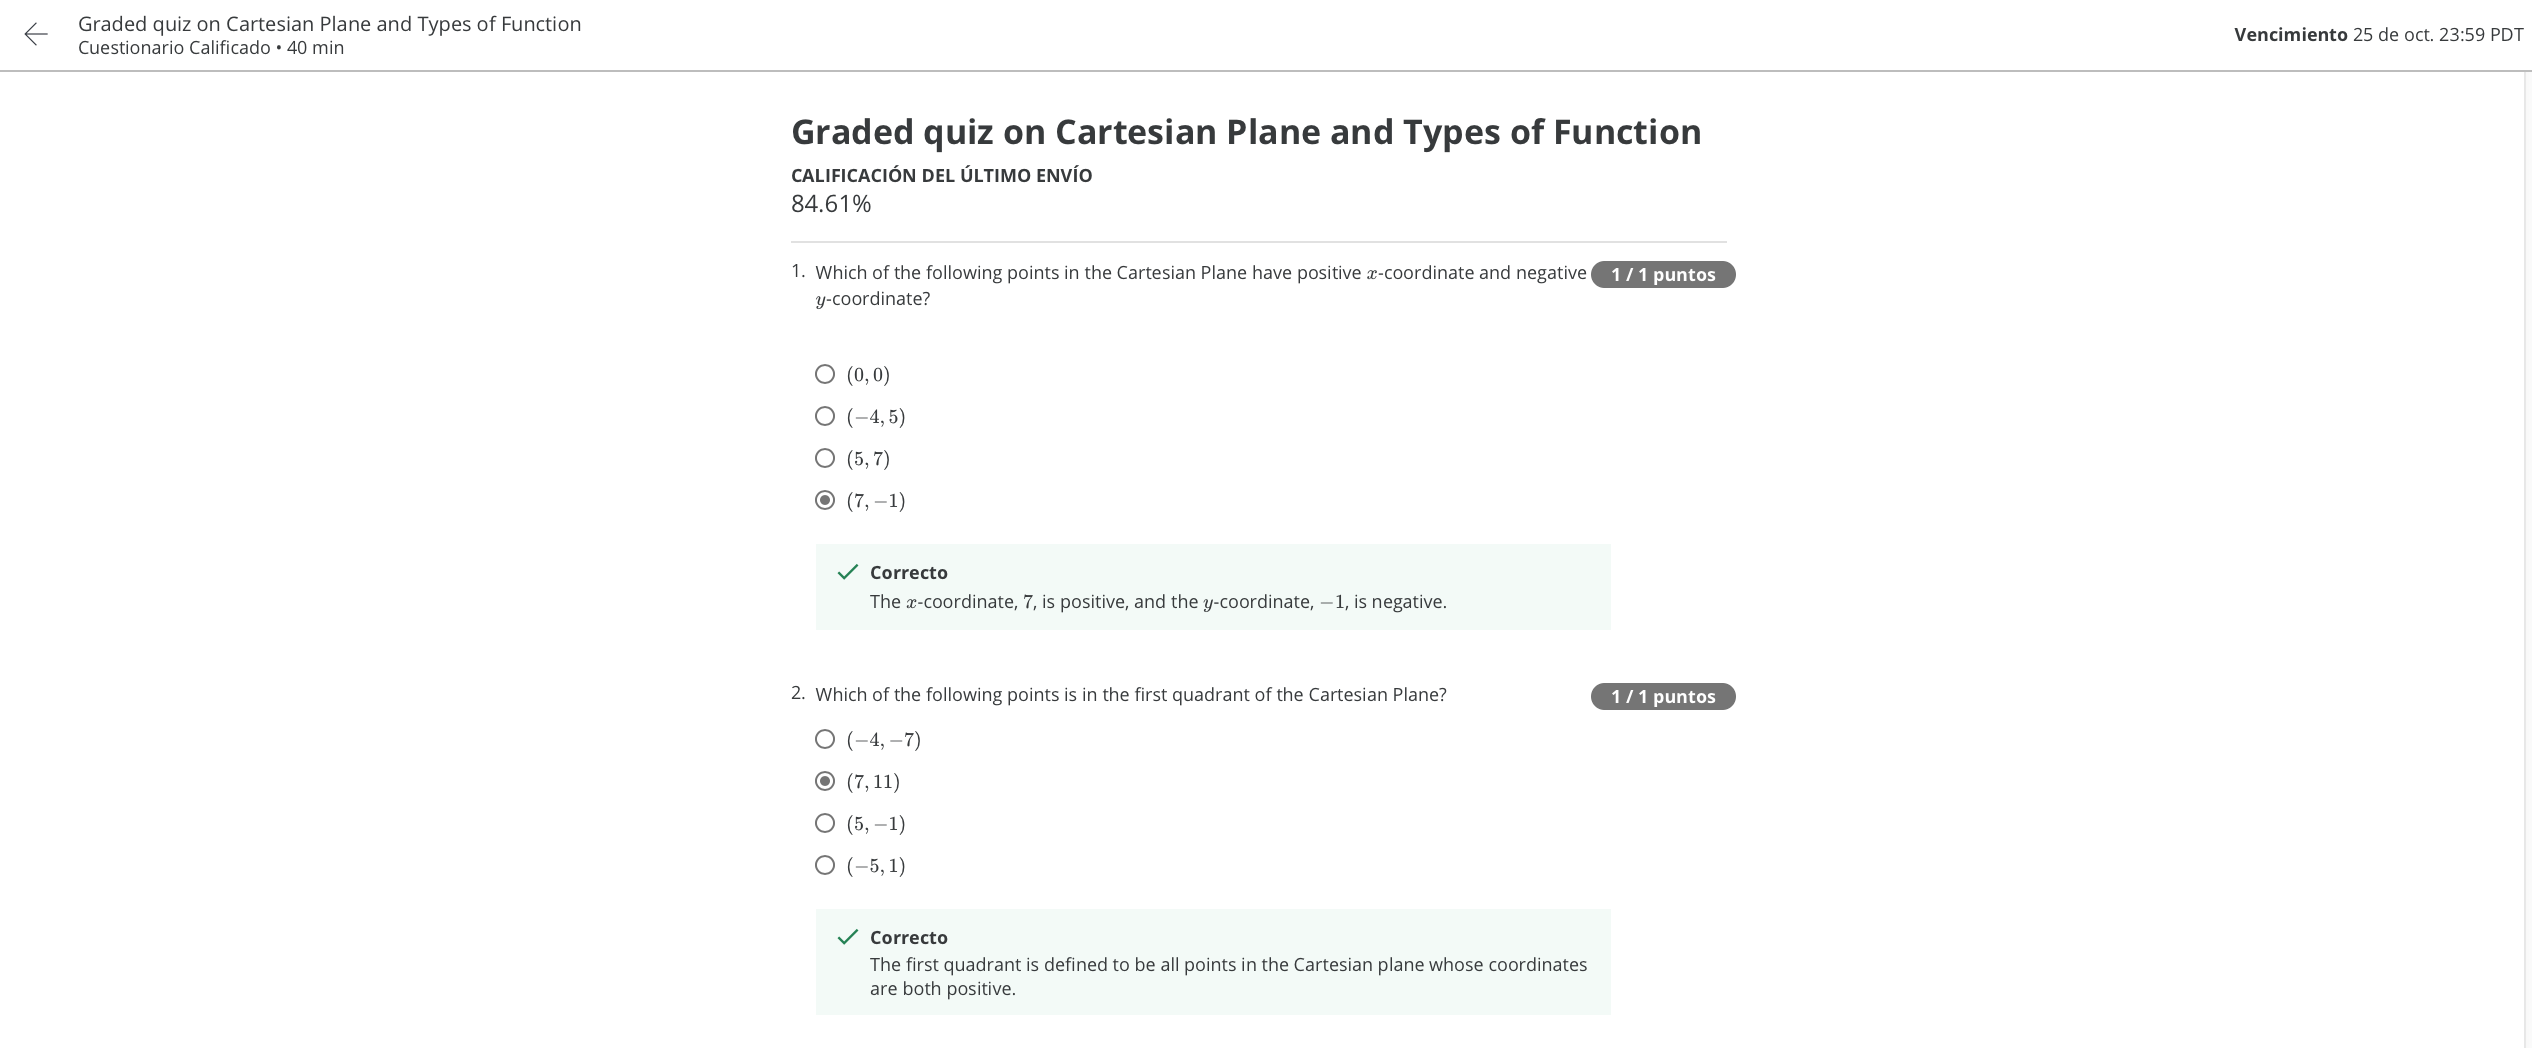 Graded quiz on Cartesian Plane and Types of Function
Cuestionario Calificado • 40 min
Vencimiento 25 de oct. 23:59 PDT
Graded quiz on Cartesian Plane and Types of Function
CALIFICACIÓN DEL ÚLTIMO ENVÍO
84.61%
1. Which of the following points in the Cartesian Plane have positive x-coordinate and negative
y-coordinate?
1 / 1 puntos
(0, 0)
(−4, 5)
(5, 7)
(7, −1)
Correcto
The x-coordinate, 7, is positive, and the y-coordinate, −1, is negative.
2. Which of the following points is in the first quadrant of the Cartesian Plane?
1 / 1 puntos
(−4, −7)
(7, 11)
(5, −1)
(−5, 1)
Correcto
The first quadrant is defined to be all points in the Cartesian plane whose coordinates
are both positive.